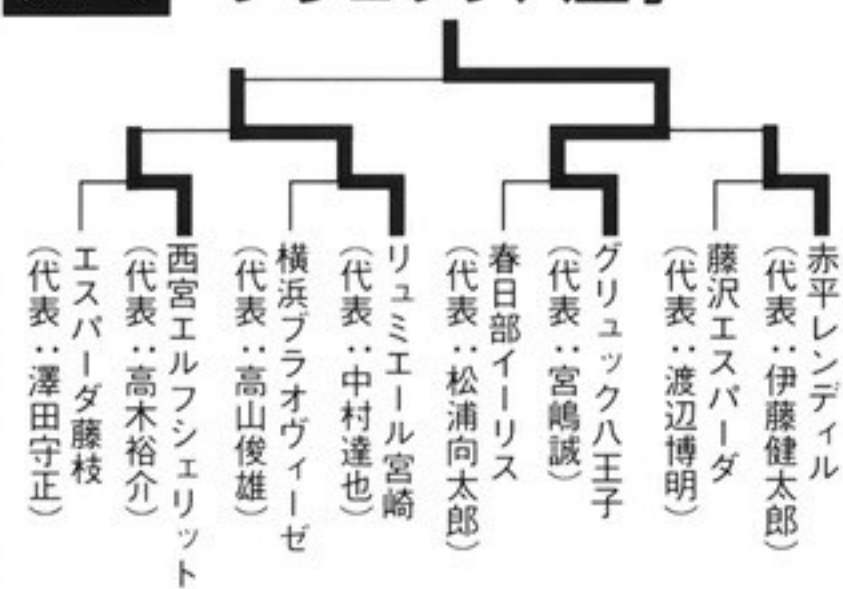 赤平レンディル
（代表：伊藤健太郎）
藤沢エスパーダ
（代表：渡辺博明）
グリュック八王子
（代表：宮嶋誠）
春日部イーリス
（代表：松浦向太郎）
リュミエール宮崎
（代表：中村達也）
横浜ブラオヴィーゼ
（代表：高山俊雄）
西宮エルフシェリット
（代表：高木裕介）
エスパーダ藤枝
（代表：澤田守正）